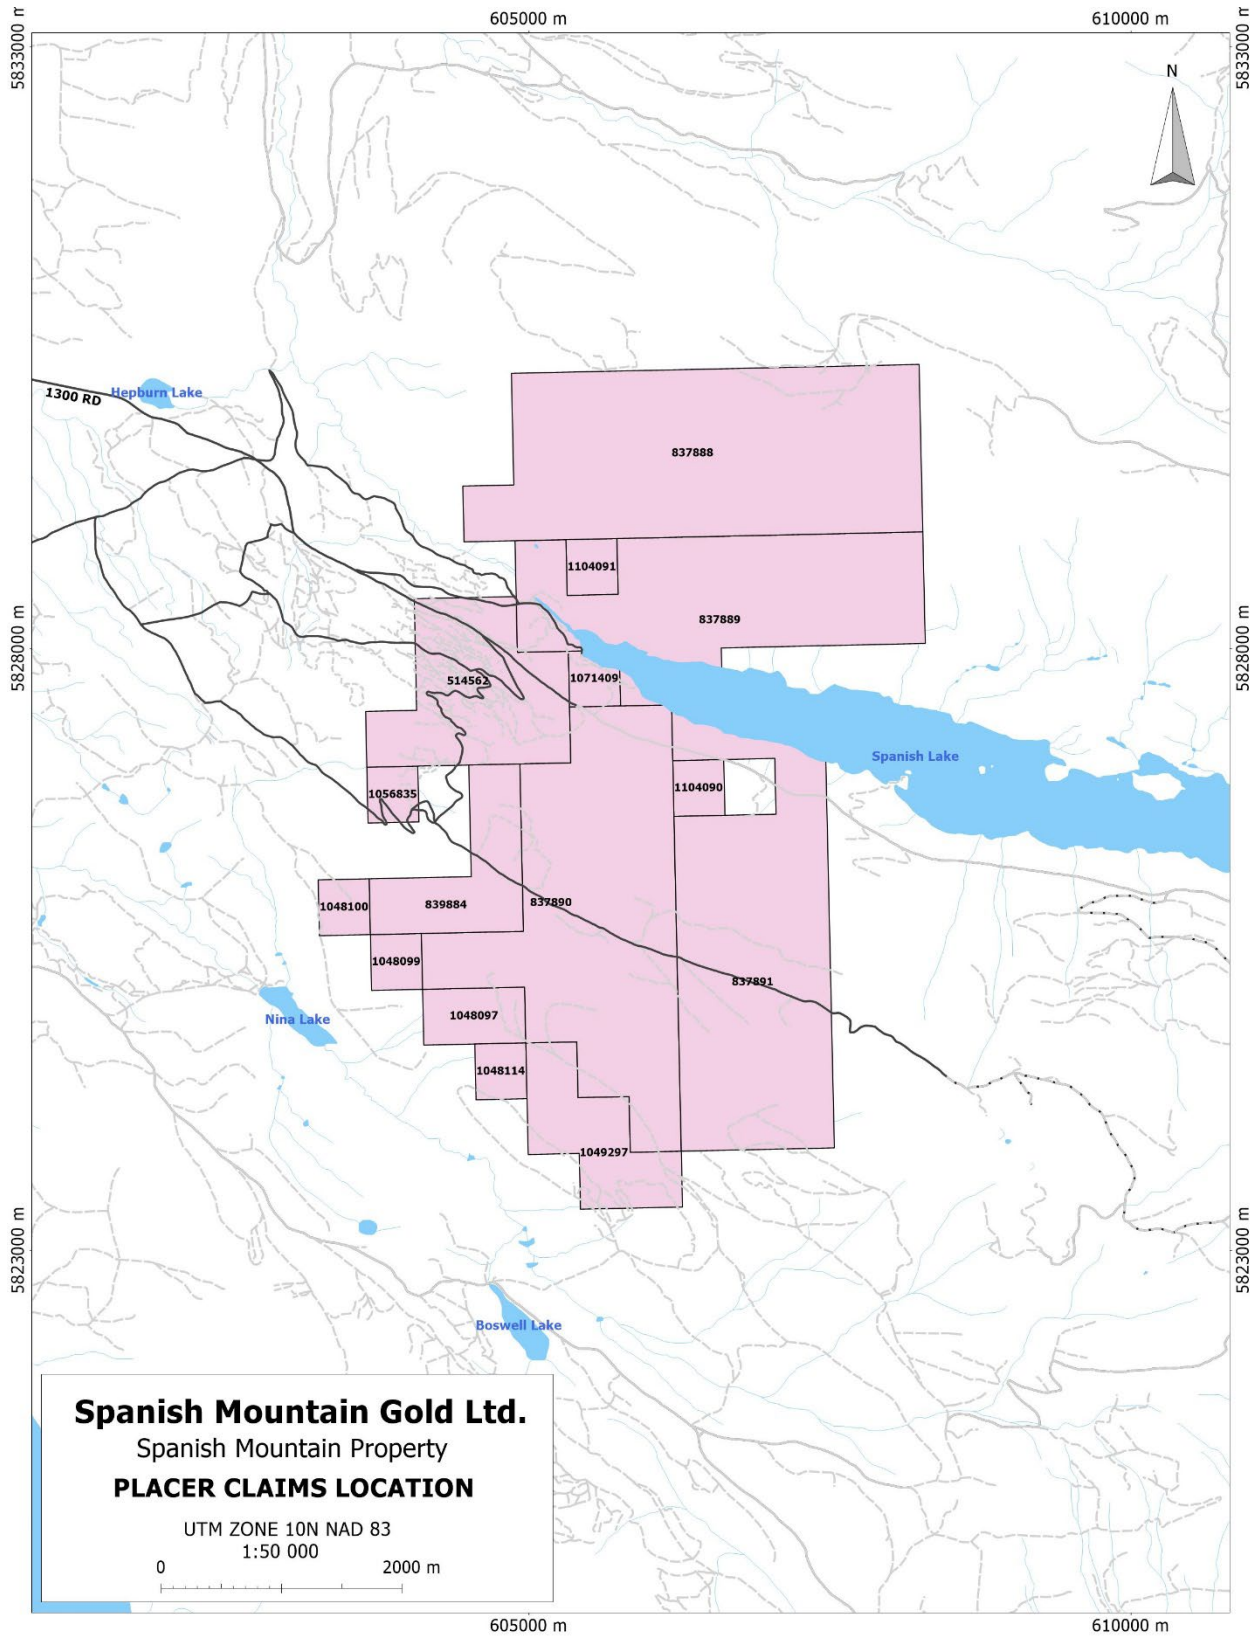 605000 m 610000 m
5833000 m
5833000 m
N
1300 RD
Hepburn Lake
837888
1104091
837889
5828000 m
5828000 m
514562
1071409
Spanish Lake
1104090
1056835
1048100
839884
837890
1048099
837891
Nina Lake
1048097
1048114
1049297
5823000 m
5823000 m
Boswell Lake
Spanish Mountain Gold Ltd.
Spanish Mountain Property
PLACER CLAIMS LOCATION
UTM ZONE 10N NAD 83
1:50 000
0 2000 m
605000 m 610000 m